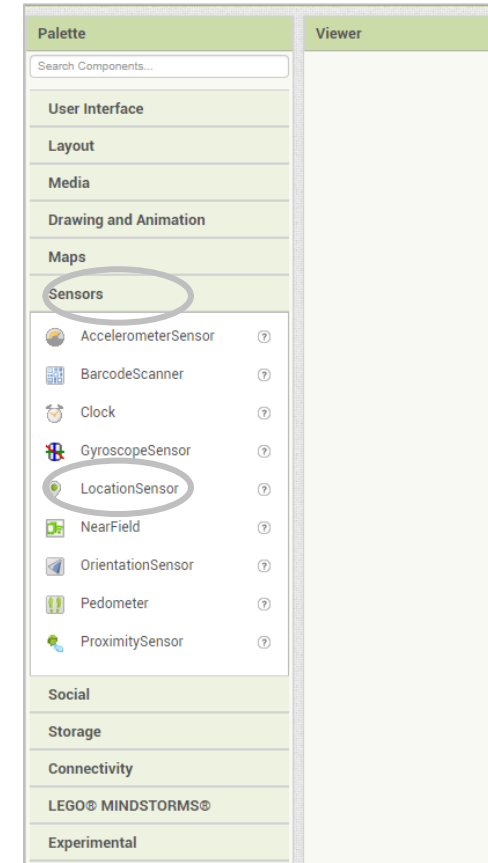 Palette
Viewer
Search Components...
User Interface
Layout
Media
Drawing and Animation
Maps
Sensors
AccelerometerSensor ?
BarcodeScanner ?
Clock ?
GyroscopeSensor ?
LocationSensor ?
NearField ?
OrientationSensor ?
Pedometer ?
ProximitySensor ?
Social
Storage
Connectivity
LEGO® MINDSTORMS®
Experimental